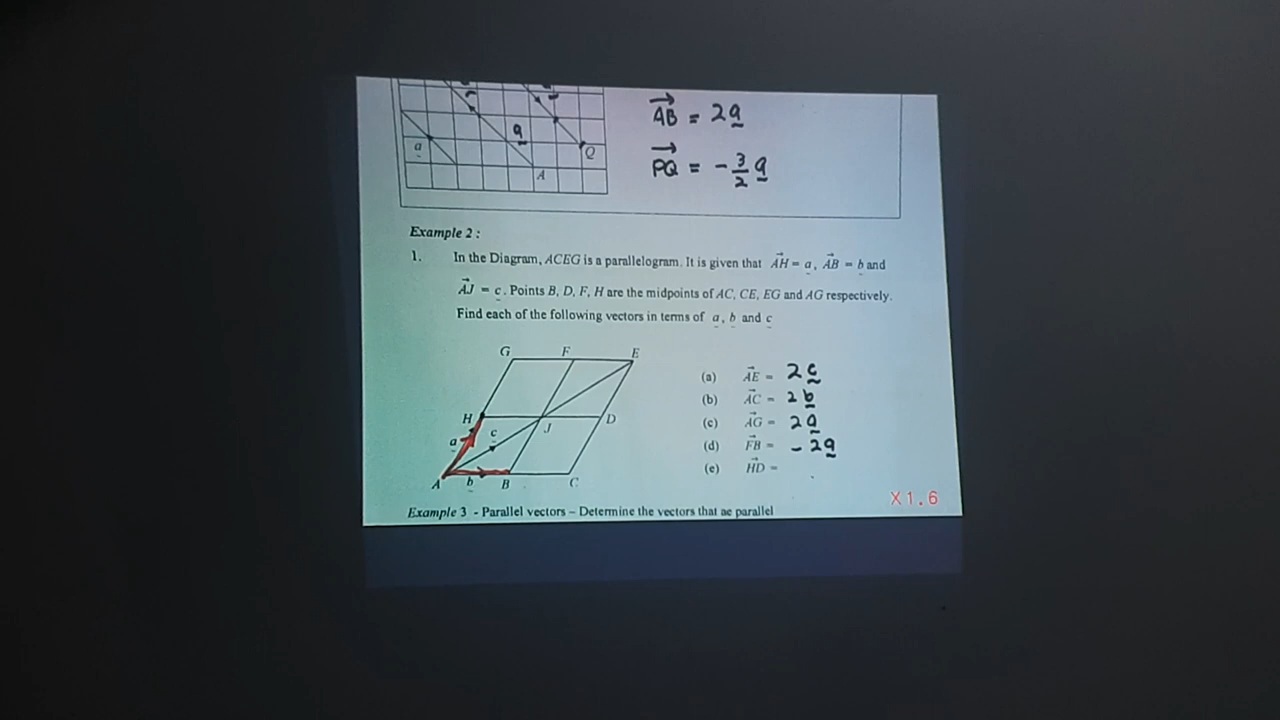 a
a
Q
A
AB = 2a
PQ = - 3/2 a
Example 2 :
1. In the Diagram, ACEG is a parallelogram. It is given that AH = a, AB = b and
AJ = c. Points B, D, F, H are the midpoints of AC, CE, EG and AG respectively.
Find each of the following vectors in terms of a, b and c
G F E
H J D
a c
A b B C
(a) AE = 2c
(b) AC = 2b
(c) AG = 2a
(d) FB = - 2a
(e) HD =
X1.6
Example 3 - Parallel vectors – Determine the vectors that ae parallel